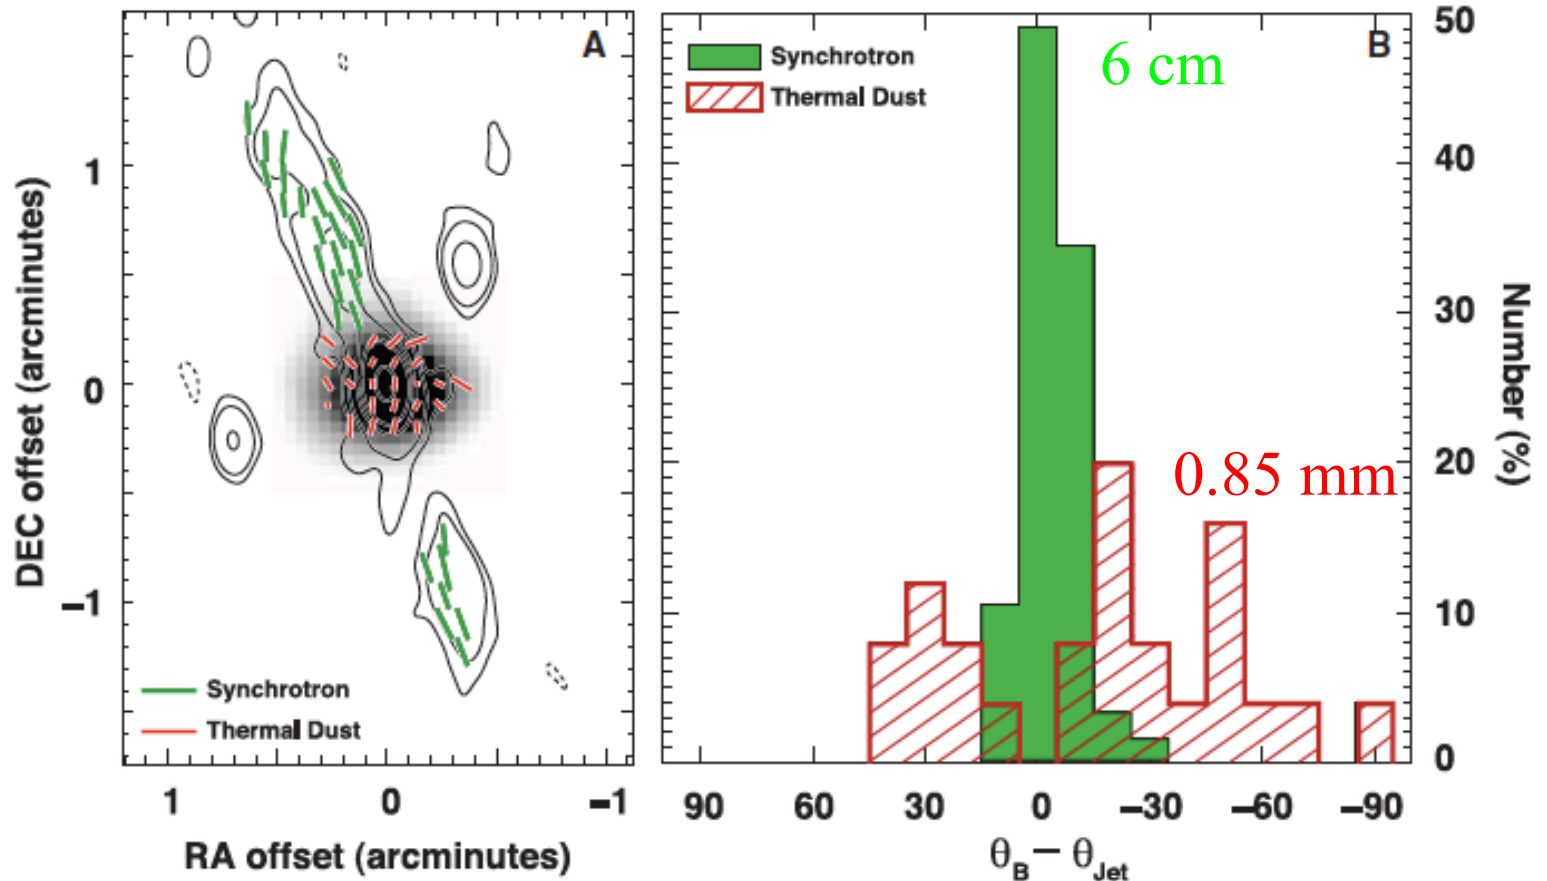 A
DEC offset (arcminutes)
1
0
−1
Synchrotron
Thermal Dust
1
0
−1
RA offset (arcminutes)
B
Synchrotron
Thermal Dust
6 cm
0.85 mm
50
40
30
20
10
0
Number (%)
90
60
30
0
−30
−60
−90
θB − θJet